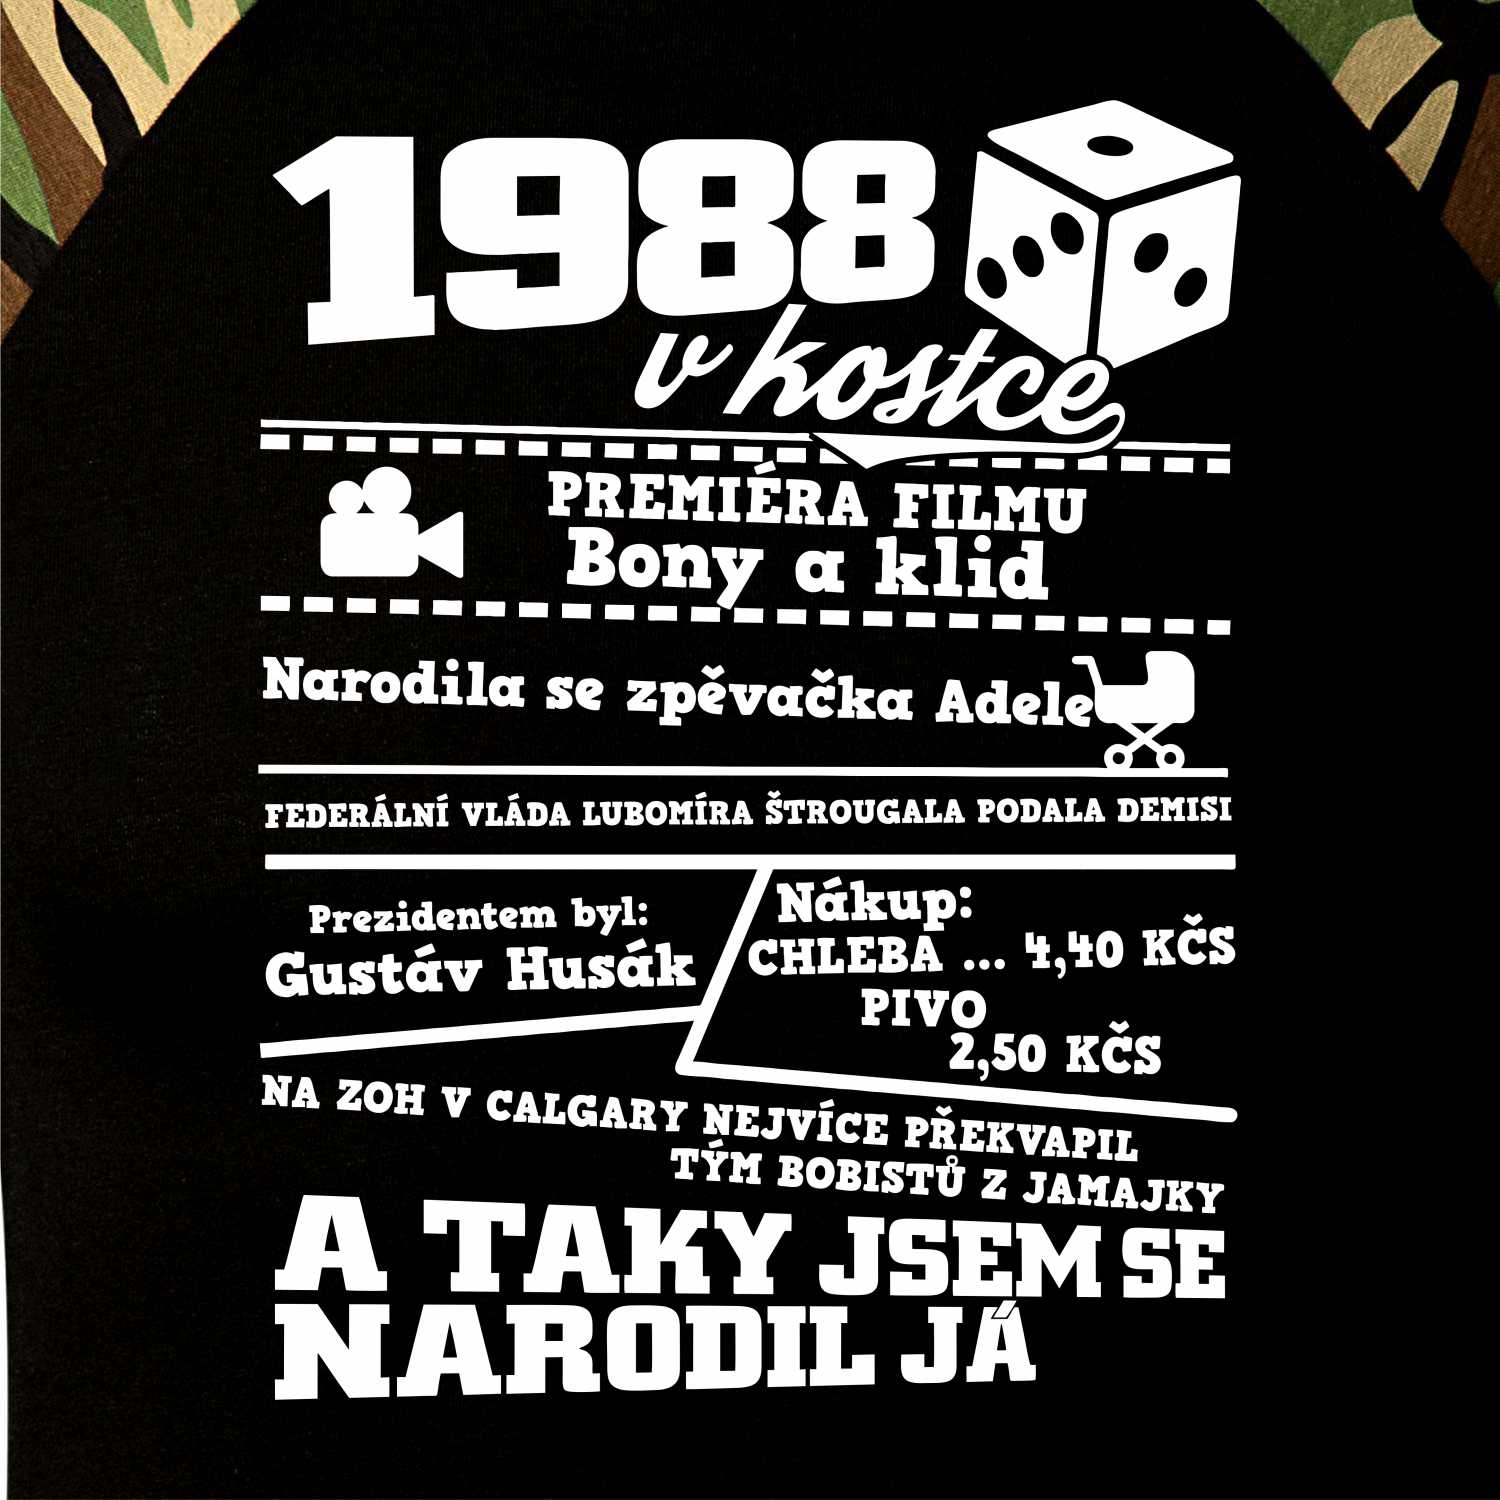 1988
v kostce
PREMIÉRA FILMU
Bony a klid
Narodila se zpěvačka Adele
FEDERÁLNÍ VLÁDA LUBOMÍRA ŠTROUGALA PODALA DEMISI
Prezidentem byl:
Gustáv Husák
Nákup:
CHLEBA ... 4,40 KČS
PIVO
2,50 KČS
NA ZOH V CALGARY NEJVÍCE PŘEKVAPIL
TÝM BOBISTŮ Z JAMAJKY
A TAKY JSEM SE
NARODIL JÁ